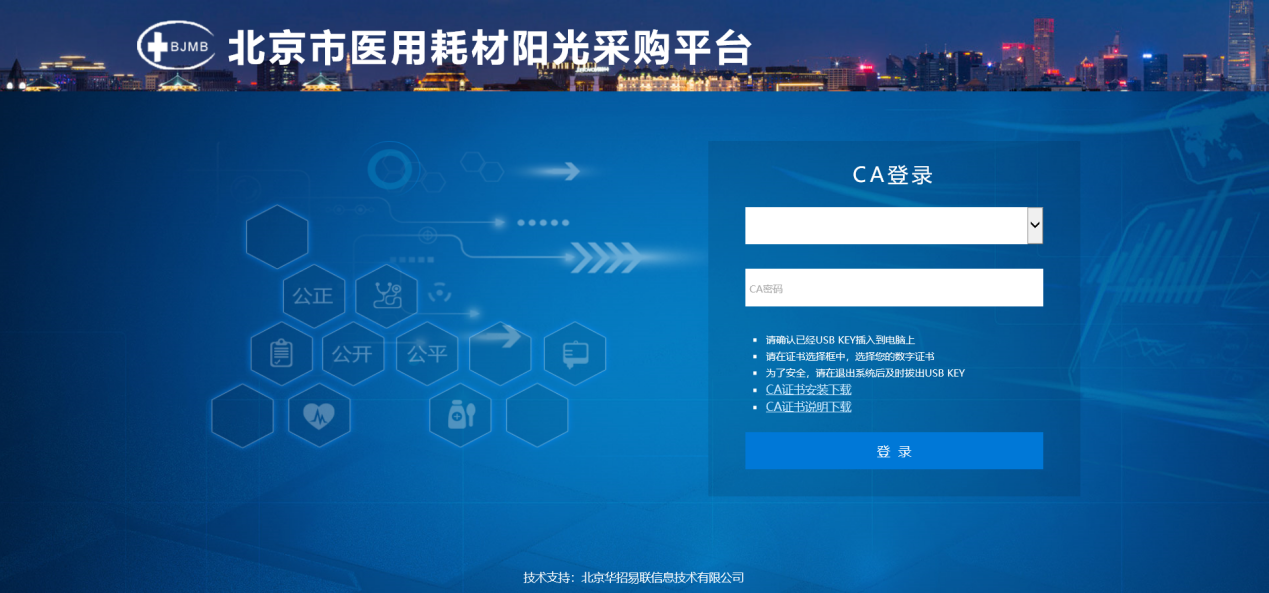 BJMB 北京市医用耗材阳光采购平台
CA登录
CA密码
公正
公开 公平
请确认已经USB KEY插入到电脑上
请在证书选择框中，选择您的数字证书
为了安全，请在退出系统后及时拔出USB KEY
CA证书安装下载
CA证书说明下载
登 录
技术支持：北京华招易联信息技术有限公司